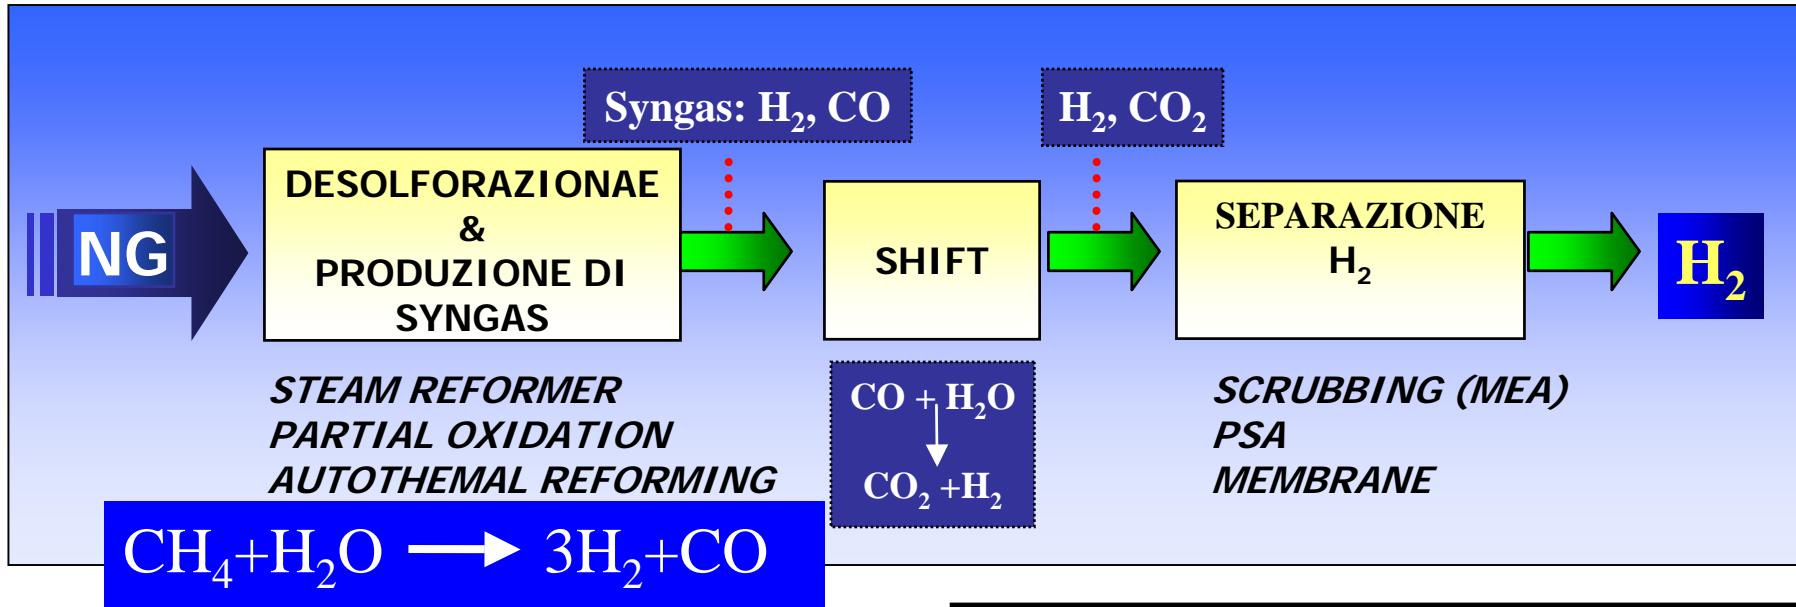 Syngas: H₂, CO
H₂, CO₂
NG
DESOLFORAZIONAE
&
PRODUZIONE DI
SYNGAS
SHIFT
SEPARAZIONE
H₂
H₂
STEAM REFORMER
PARTIAL OXIDATION
AUTOTHEMAL REFORMING
CO + H₂O
CO₂ +H₂
SCRUBBING (MEA)
PSA
MEMBRANE
CH₄+H₂O → 3H₂+CO